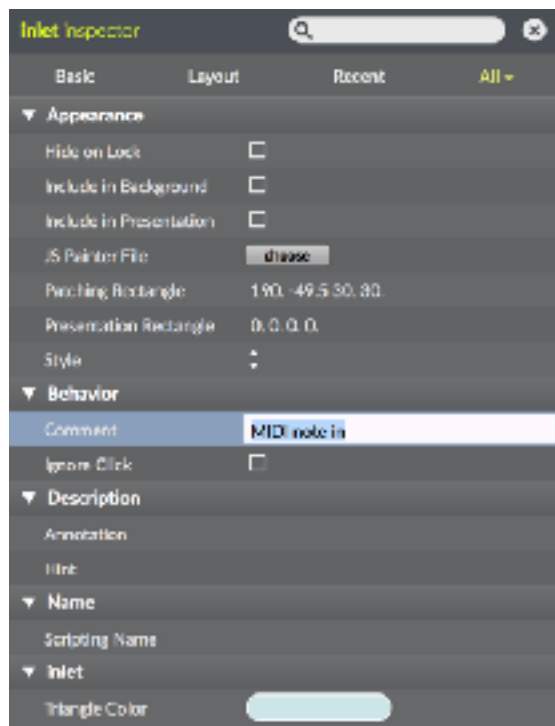 Inlet Inspector
Basic Layout Recent All
Appearance
Hide on Lock
Include in Background
Include in Presentation
JS Painter File choose
Patching Rectangle 190. -49.5 30. 30.
Presentation Rectangle 0. 0. 0. 0.
Style
Behavior
Comment MIDI note in
Ignore Click
Description
Annotation
Hint
Name
Scripting Name
Inlet
Triangle Color